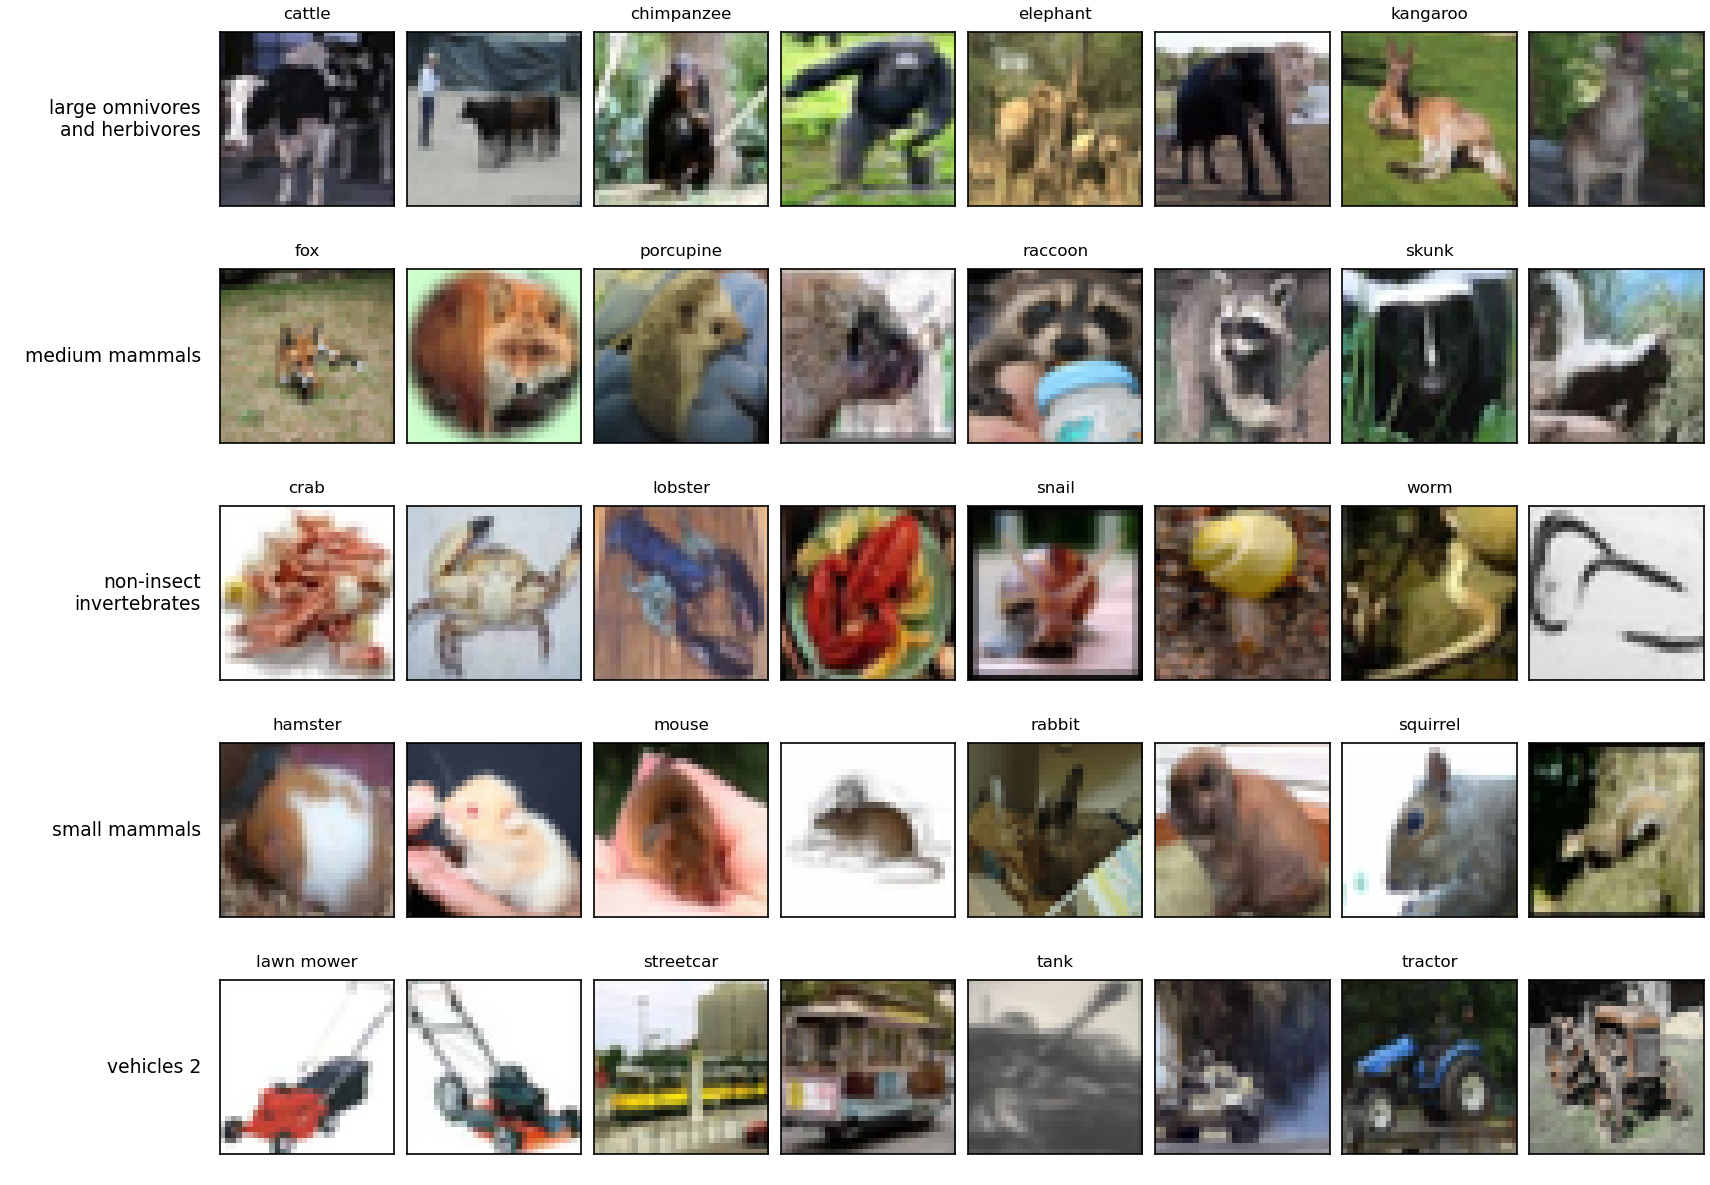 cattle
chimpanzee
elephant
kangaroo
large omnivores
and herbivores
fox
porcupine
raccoon
skunk
medium mammals
crab
lobster
snail
worm
non-insect
invertebrates
hamster
mouse
rabbit
squirrel
small mammals
lawn mower
streetcar
tank
tractor
vehicles 2